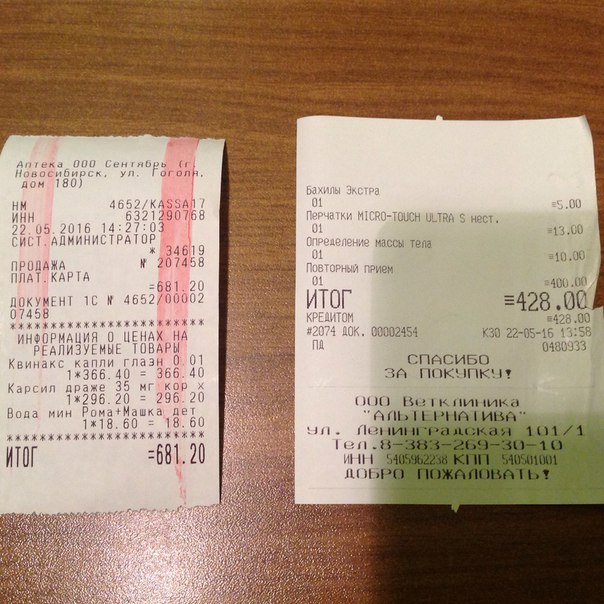 Аптека ООО Сентябрь (г.
Новосибирск, ул. Гоголя,
дом 180)
НМ 4652/KASSA17
ИНН 6321290768
22.05.2016 14:27:03
СИСТ.АДМИНИСТРАТОР
* 34619
ПРОДАЖА № 207458
ПЛАТ.КАРТА
=681.20
ДОКУМЕНТ 1С № 4652/00002
07458
************************
ИНФОРМАЦИЯ О ЦЕНАХ НА
РЕАЛИЗУЕМЫЕ ТОВАРЫ
Квинакс капли глазн 0.01
1*366.40 = 366.40
Карсил драже 35 мг кор х
1*296.20 = 296.20
Вода мин Рома+Машка дет
1*18.60 = 18.60
************************
ИТОГ =681.20
Бахилы Экстра
01 =5.00
Перчатки MICRO-TOUCH ULTRA S нест.
01 =13.00
Определение массы тела
01 =10.00
Повторный прием
01 =400.00
ИТОГ =428.00
КРЕДИТОМ =428.00
#2074 ДОК. 00002454 К30 22-05-16 13:58
ПД 0480933
СПАСИБО
ЗА ПОКУПКУ!
ООО Ветклиника
"АЛЬТЕРНАТИВА"
ул. Ленинградская 101/1
Тел.8-383-269-30-10
ИНН 5405962238 КПП 540501001
ДОБРО ПОЖАЛОВАТЬ!